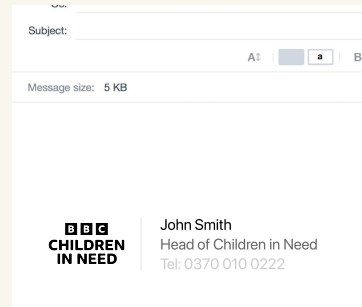 Subject:
A a B
Message size: 5 KB
BBC
CHILDREN
IN NEED
John Smith
Head of Children in Need
Tel: 0370 010 0222